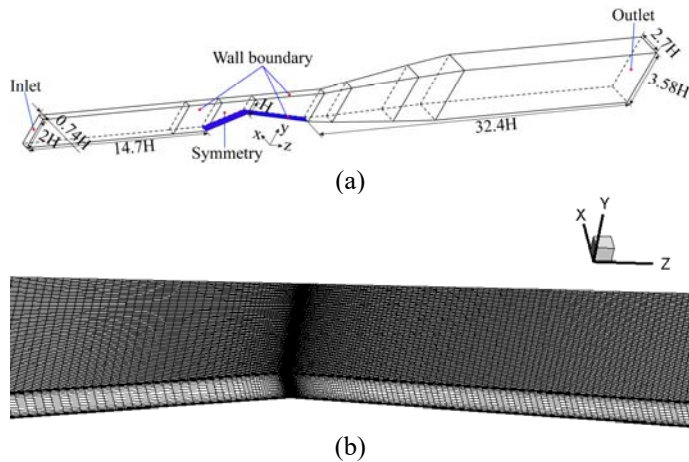 Outlet
2.7H
Wall boundary
Inlet
3.58H
H
0.74H
2H
14.7H
x
y
z
32.4H
Symmetry
(a)
X
Y
Z
(b)